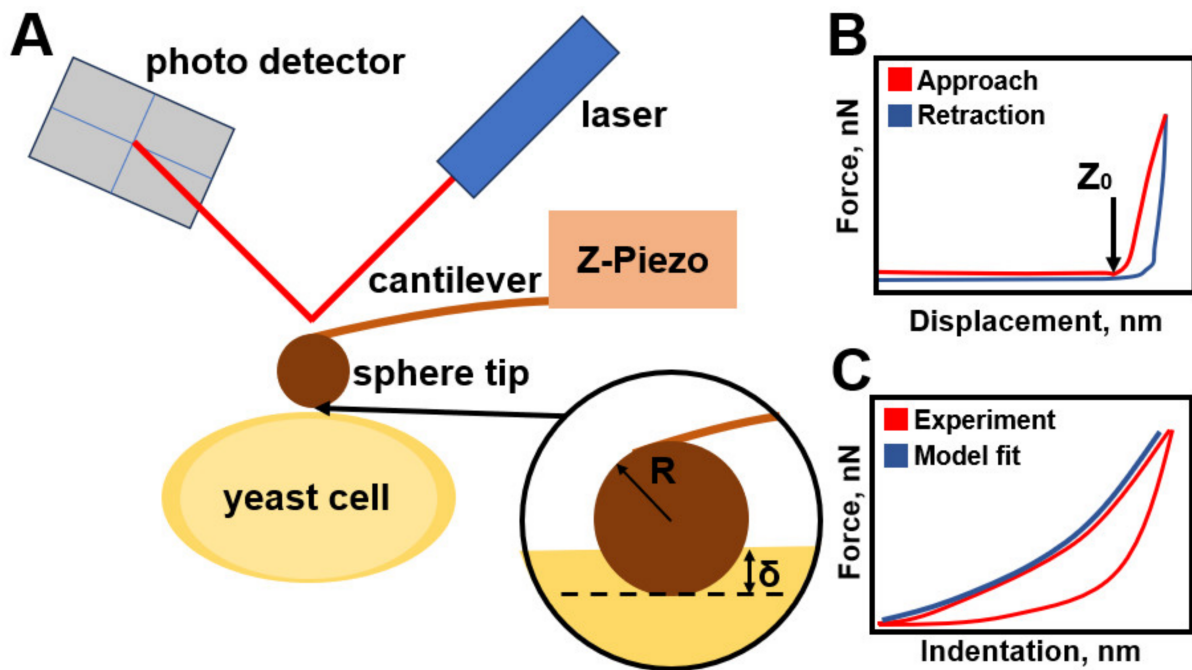 A
photo detector
laser
Z-Piezo
cantilever
sphere tip
yeast cell
R
δ
B
Approach
Retraction
Z0
Force, nN
Displacement, nm
C
Experiment
Model fit
Force, nN
Indentation, nm